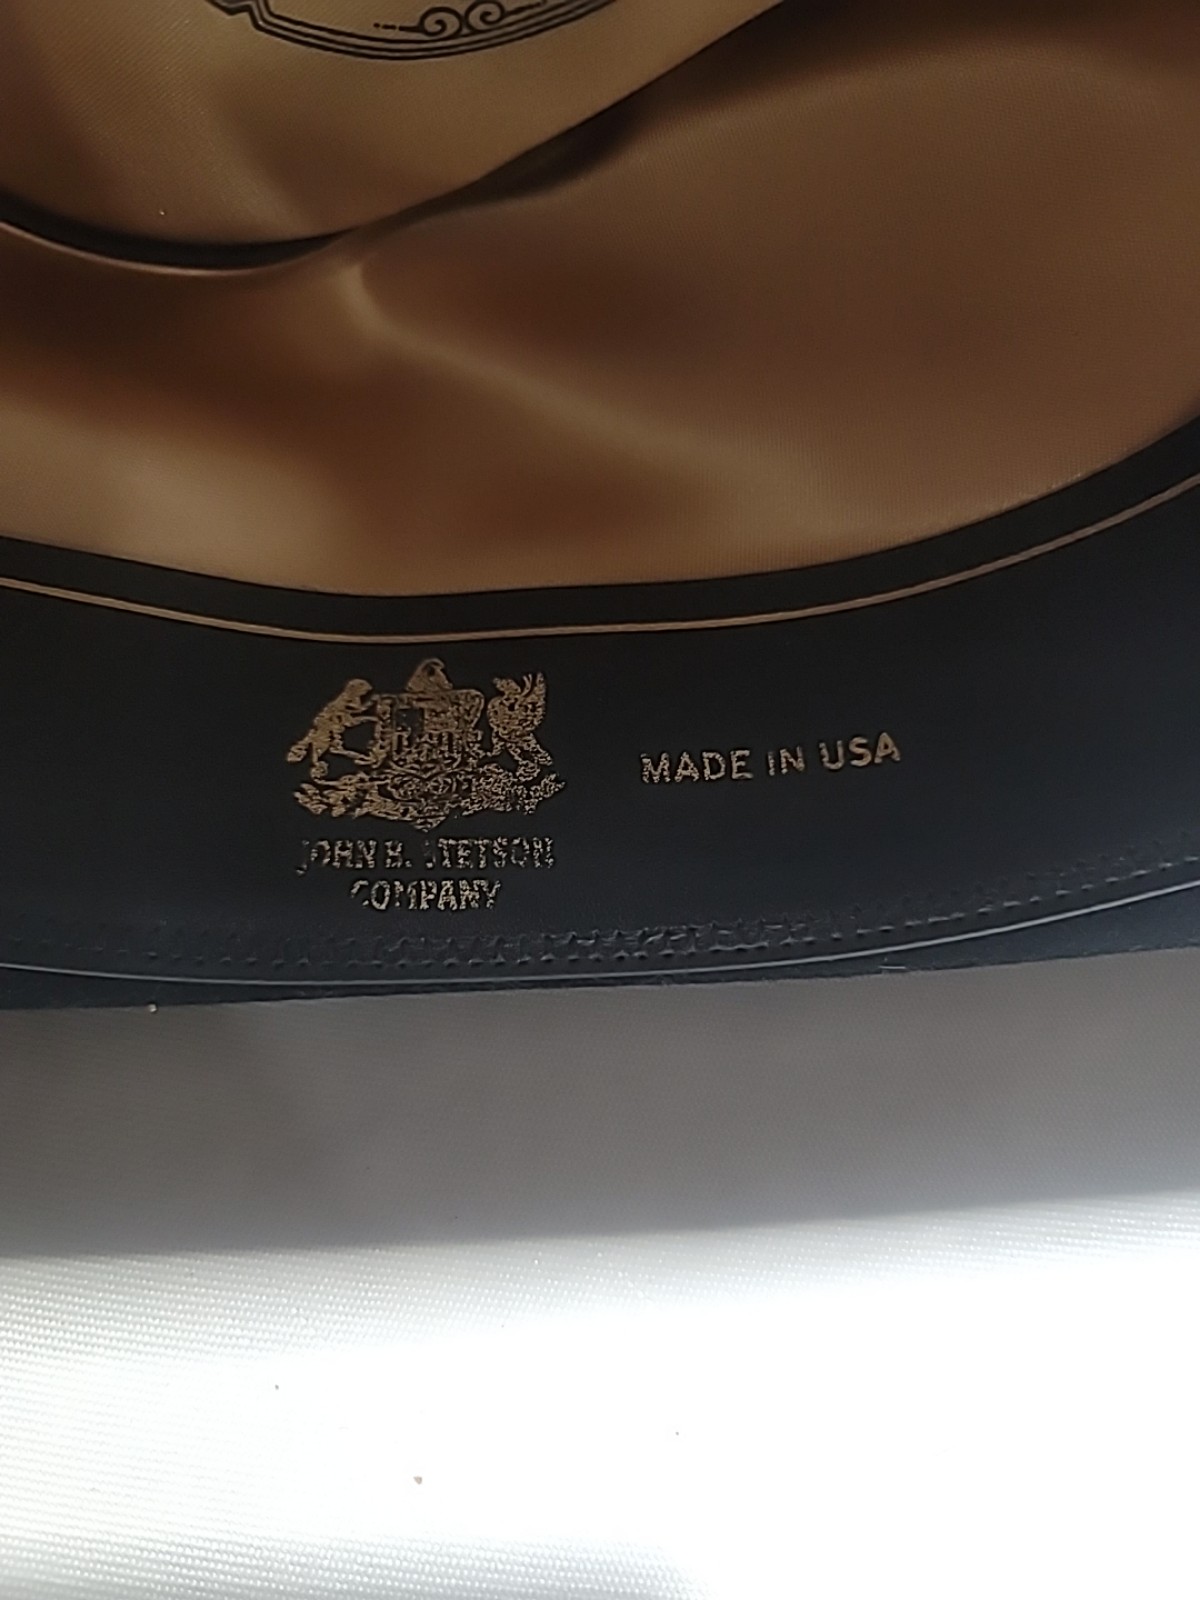 MADE IN USA
JOHN B. STETSON
COMPANY